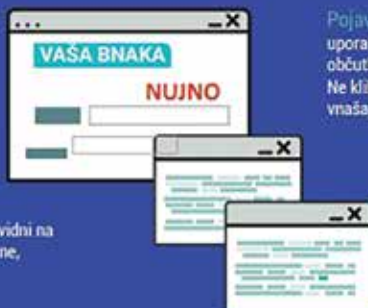 VAŠA BNAKA
NUJNO
Pojav
upora
občut
Ne kli
vnaša
vidni na
ne,